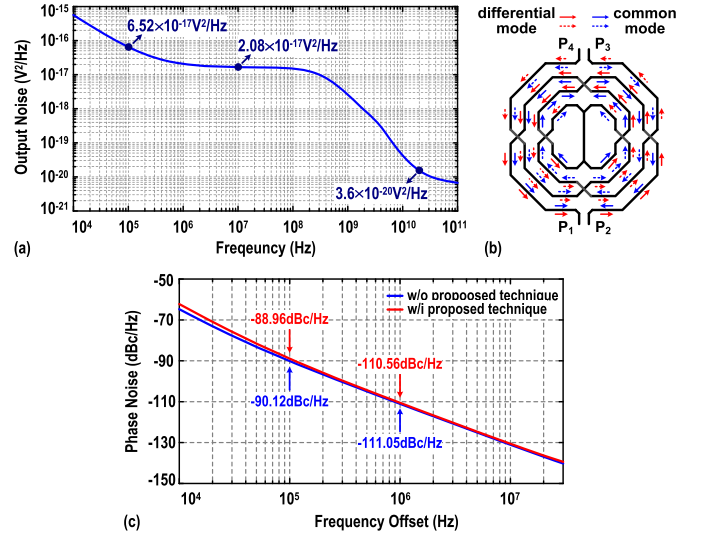 10-15
10-16
10-17
10-18
10-19
10-20
10-21
Output Noise (V2/Hz)
6.52×10-17V2/Hz
2.08×10-17V2/Hz
3.6×10-20V2/Hz
104 105 106 107 108 109 1010 1011
Freqeuncy (Hz)
(a)
differential
mode
common
mode
P4 P3
P1 P2
(b)
-50
-70
-90
-110
-130
-150
Phase Noise (dBc/Hz)
w/o propoosed technique
w/i proposed technique
-88.96dBc/Hz
-110.56dBc/Hz
-90.12dBc/Hz
-111.05dBc/Hz
104 105 106 107
Frequency Offset (Hz)
(c)